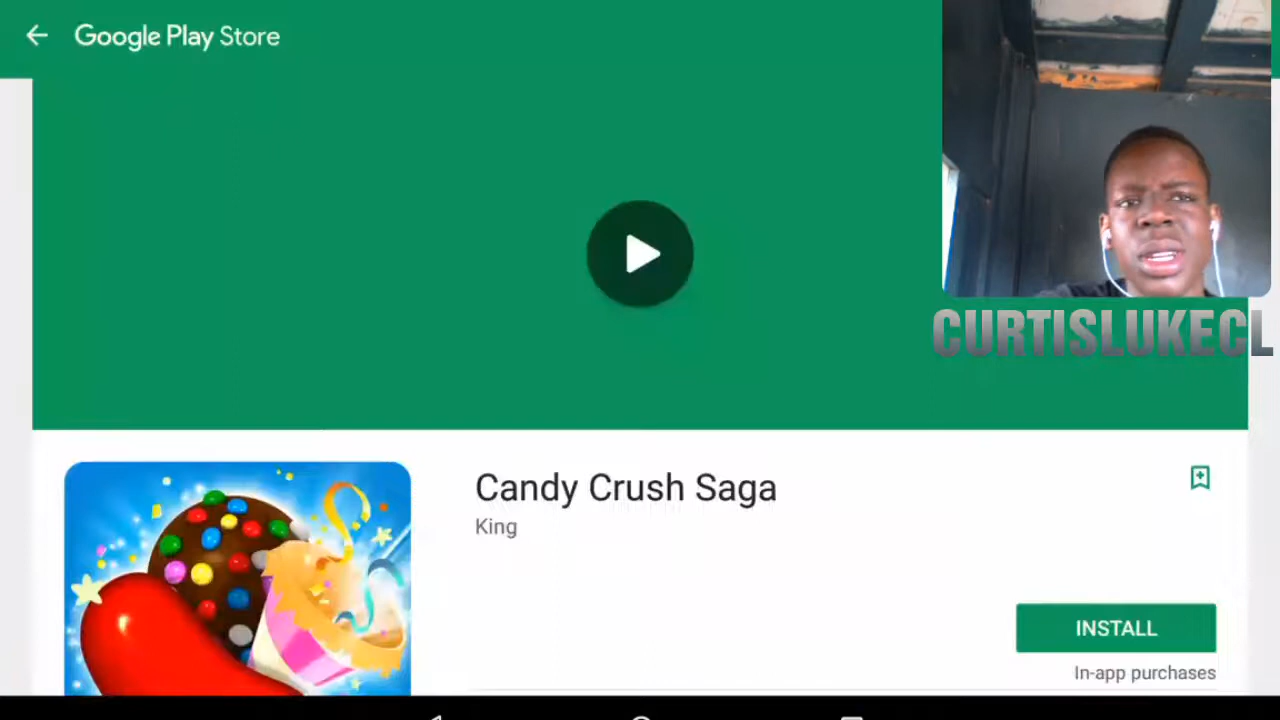 Google Play Store
CURTISLUKECL
Candy Crush Saga
King
INSTALL
In-app purchases